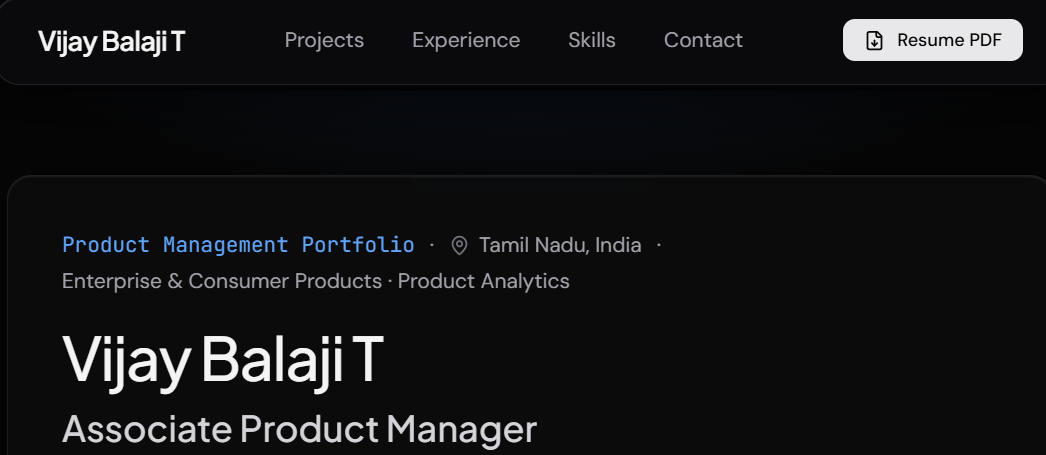 Vijay Balaji T Projects Experience Skills Contact Resume PDF
Product Management Portfolio · Tamil Nadu, India ·
Enterprise & Consumer Products · Product Analytics
Vijay Balaji T
Associate Product Manager